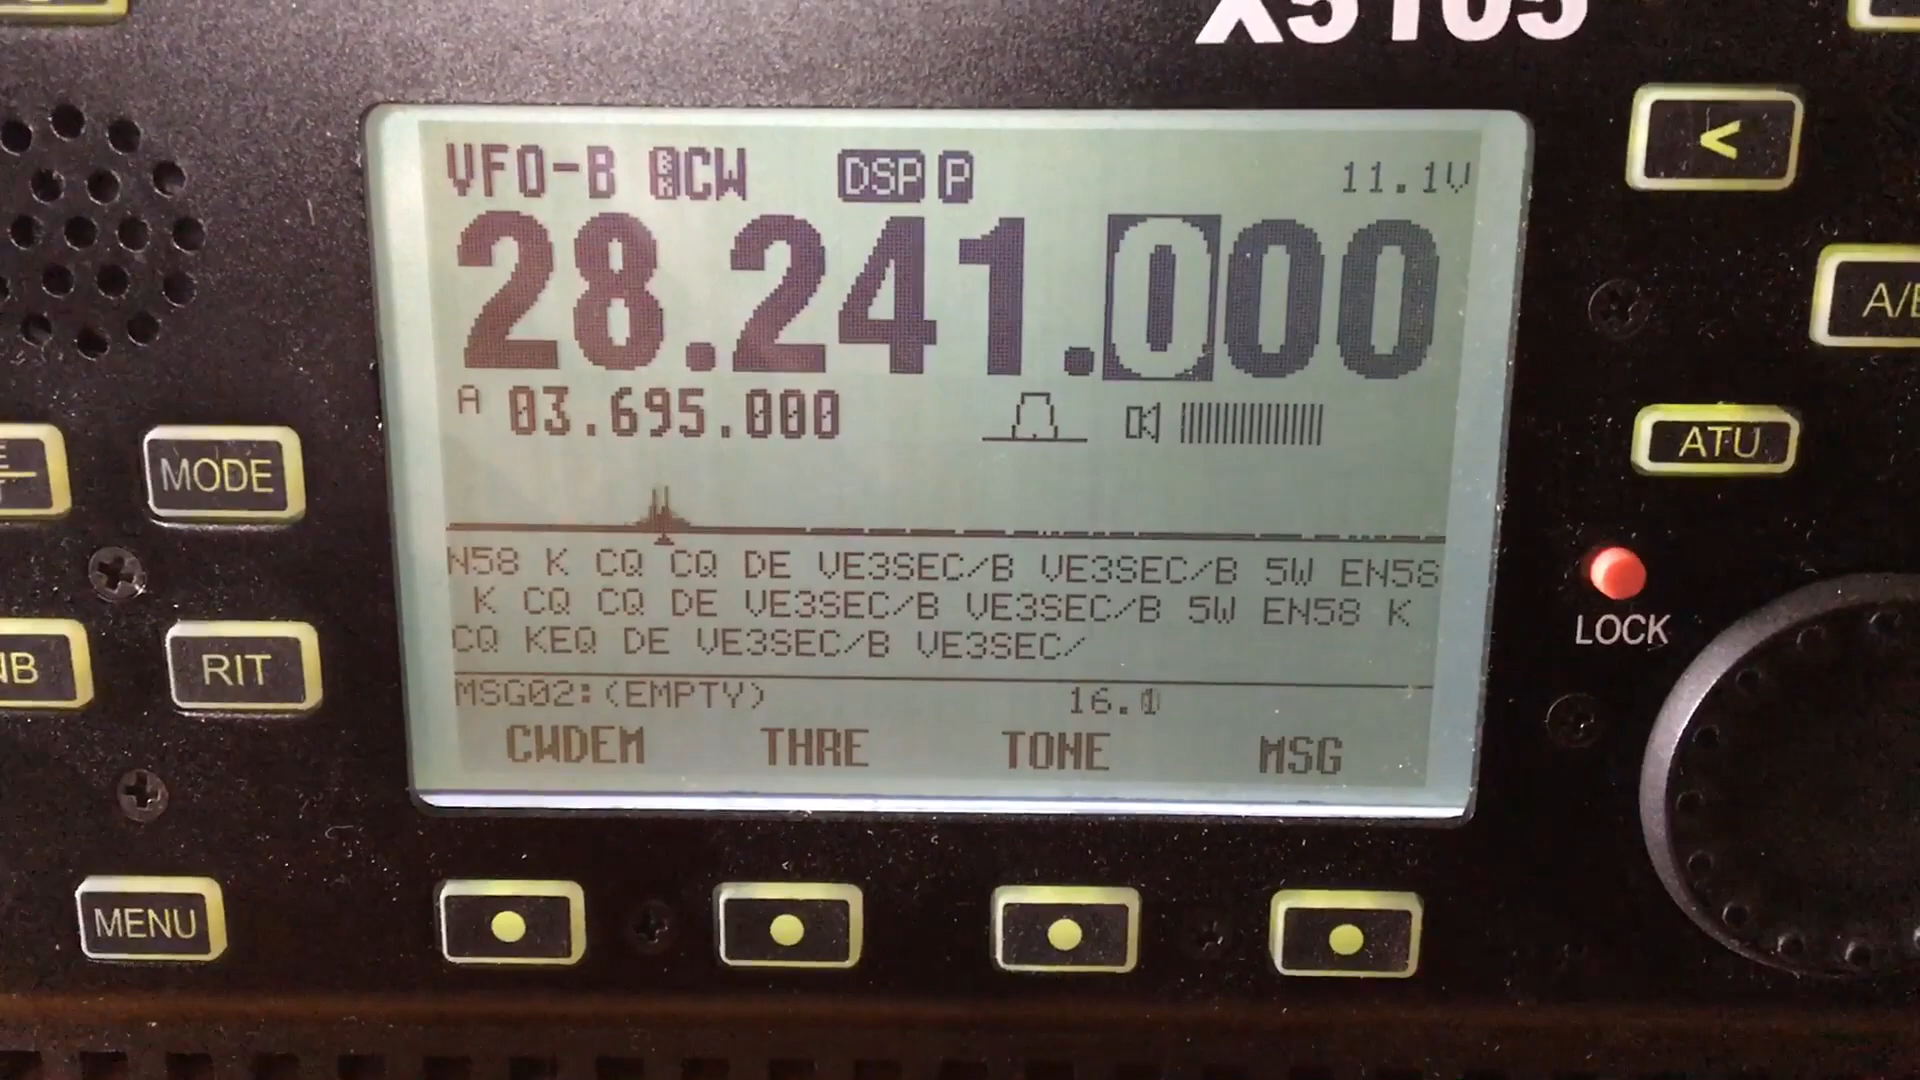 X5105
VFO-B BK CW DSP P 11.1V
28.241.000
A 03.695.000
N58 K CQ CQ DE VE3SEC/B VE3SEC/B 5W EN58
K CQ CQ DE VE3SEC/B VE3SEC/B 5W EN58 K
CQ KEQ DE VE3SEC/B VE3SEC/
MSG02:(EMPTY)
CWDEM THRE TONE MSG
<
ATU
LOCK
MODE
RIT
MENU